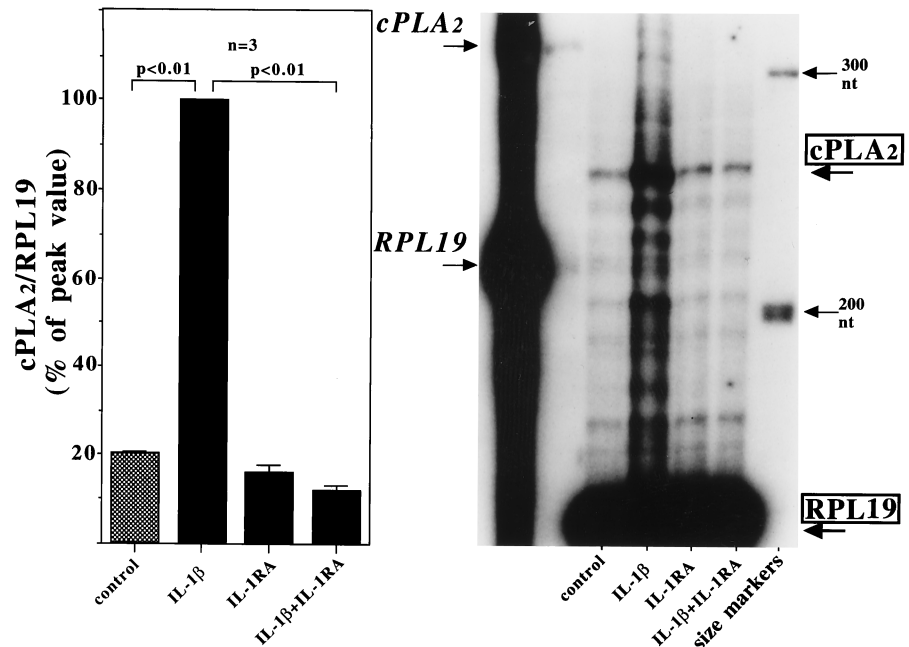 cPLA2/RPL19
(% of peak value)
n=3
p<0.01
p<0.01
100
80
60
40
20
control
IL-1β
IL-1RA
IL-1β+IL-1RA
cPLA2
RPL19
300
nt
cPLA2
200
nt
RPL19
control
IL-1β
IL-1RA
IL-1β+IL-1RA
size markers